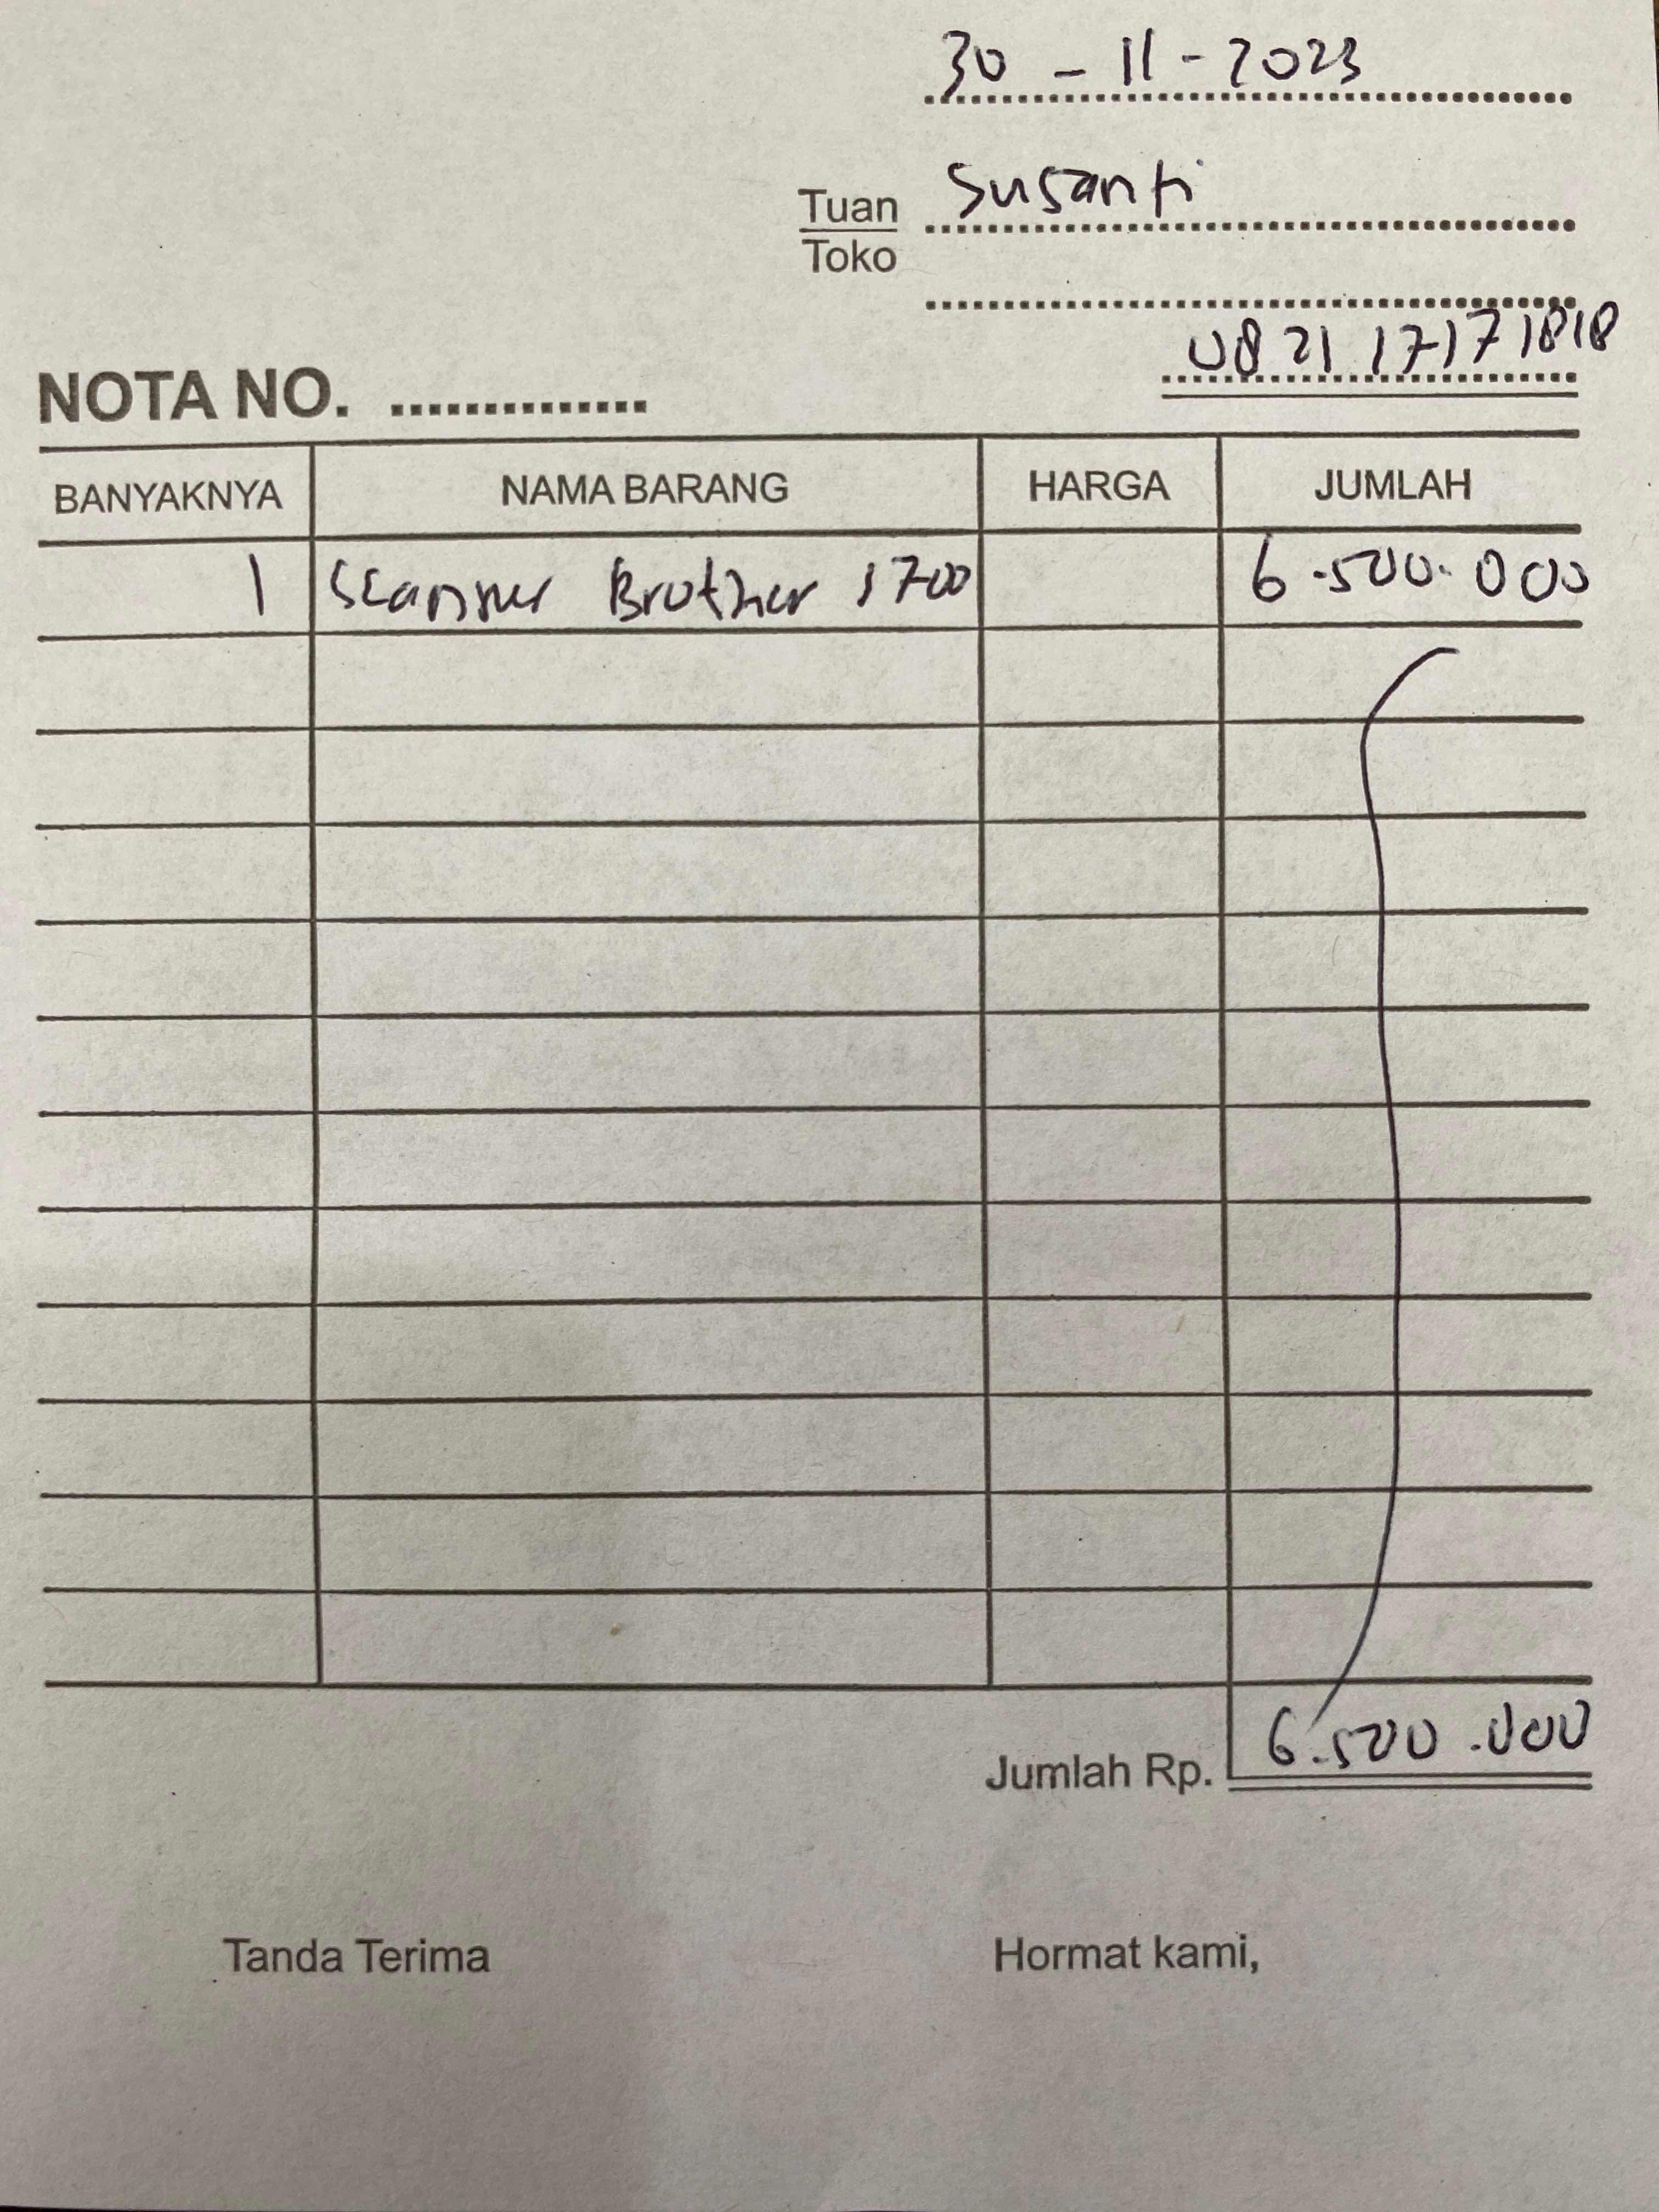 30 - 11 - 2023
Tuan Susanti
Toko
0821 1717 1818
NOTA NO. ..............
BANYAKNYA NAMA BARANG HARGA JUMLAH
1 Scanner Brother 1700 6.500.000
Jumlah Rp. 6.500.000
Tanda Terima Hormat kami,